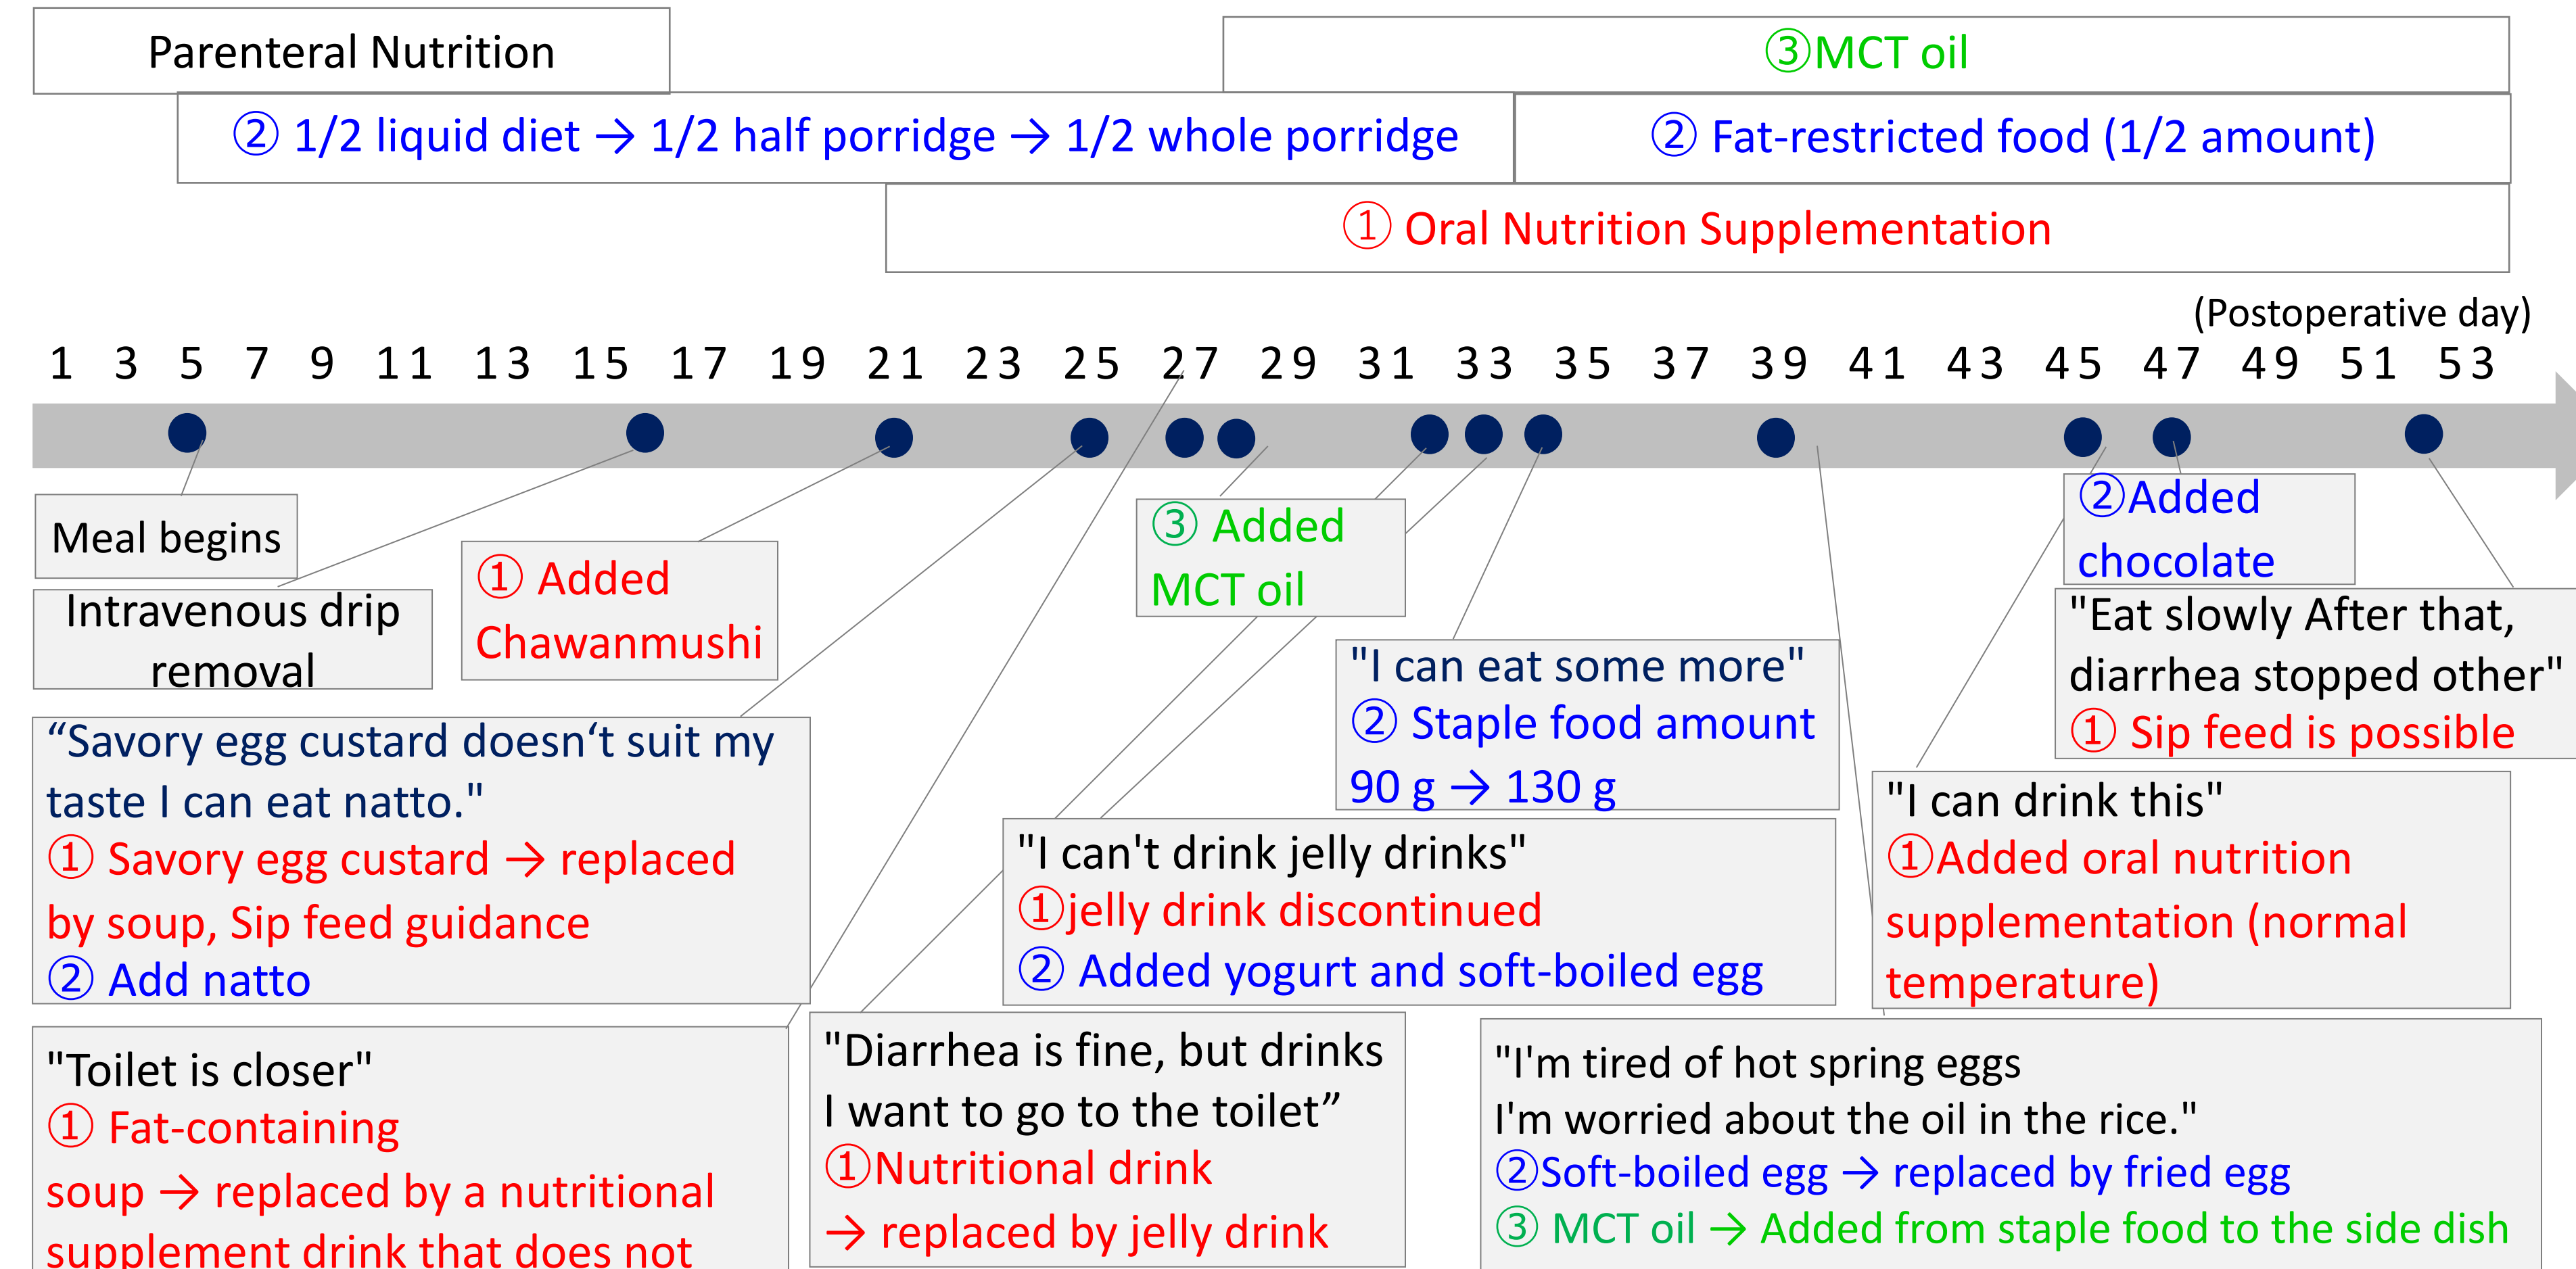 Parenteral Nutrition
③MCT oil
② 1/2 liquid diet → 1/2 half porridge → 1/2 whole porridge
② Fat-restricted food (1/2 amount)
① Oral Nutrition Supplementation
(Postoperative day)
1 3 5 7 9 11 13 15 17 19 21 23 25 27 29 31 33 35 37 39 41 43 45 47 49 51 53
Meal begins
Intravenous drip
removal
① Added
Chawanmushi
③ Added
MCT oil
②Added
chocolate
"Eat slowly After that,
diarrhea stopped other"
① Sip feed is possible
"I can eat some more"
② Staple food amount
90 g → 130 g
“Savory egg custard doesn‘t suit my
taste I can eat natto."
① Savory egg custard → replaced
by soup, Sip feed guidance
② Add natto
"I can't drink jelly drinks"
①jelly drink discontinued
② Added yogurt and soft-boiled egg
"I can drink this"
①Added oral nutrition
supplementation (normal
temperature)
"Toilet is closer"
① Fat-containing
soup → replaced by a nutritional
supplement drink that does not
"Diarrhea is fine, but drinks
I want to go to the toilet”
①Nutritional drink
→ replaced by jelly drink
"I'm tired of hot spring eggs
I'm worried about the oil in the rice."
②Soft-boiled egg → replaced by fried egg
③ MCT oil → Added from staple food to the side dish